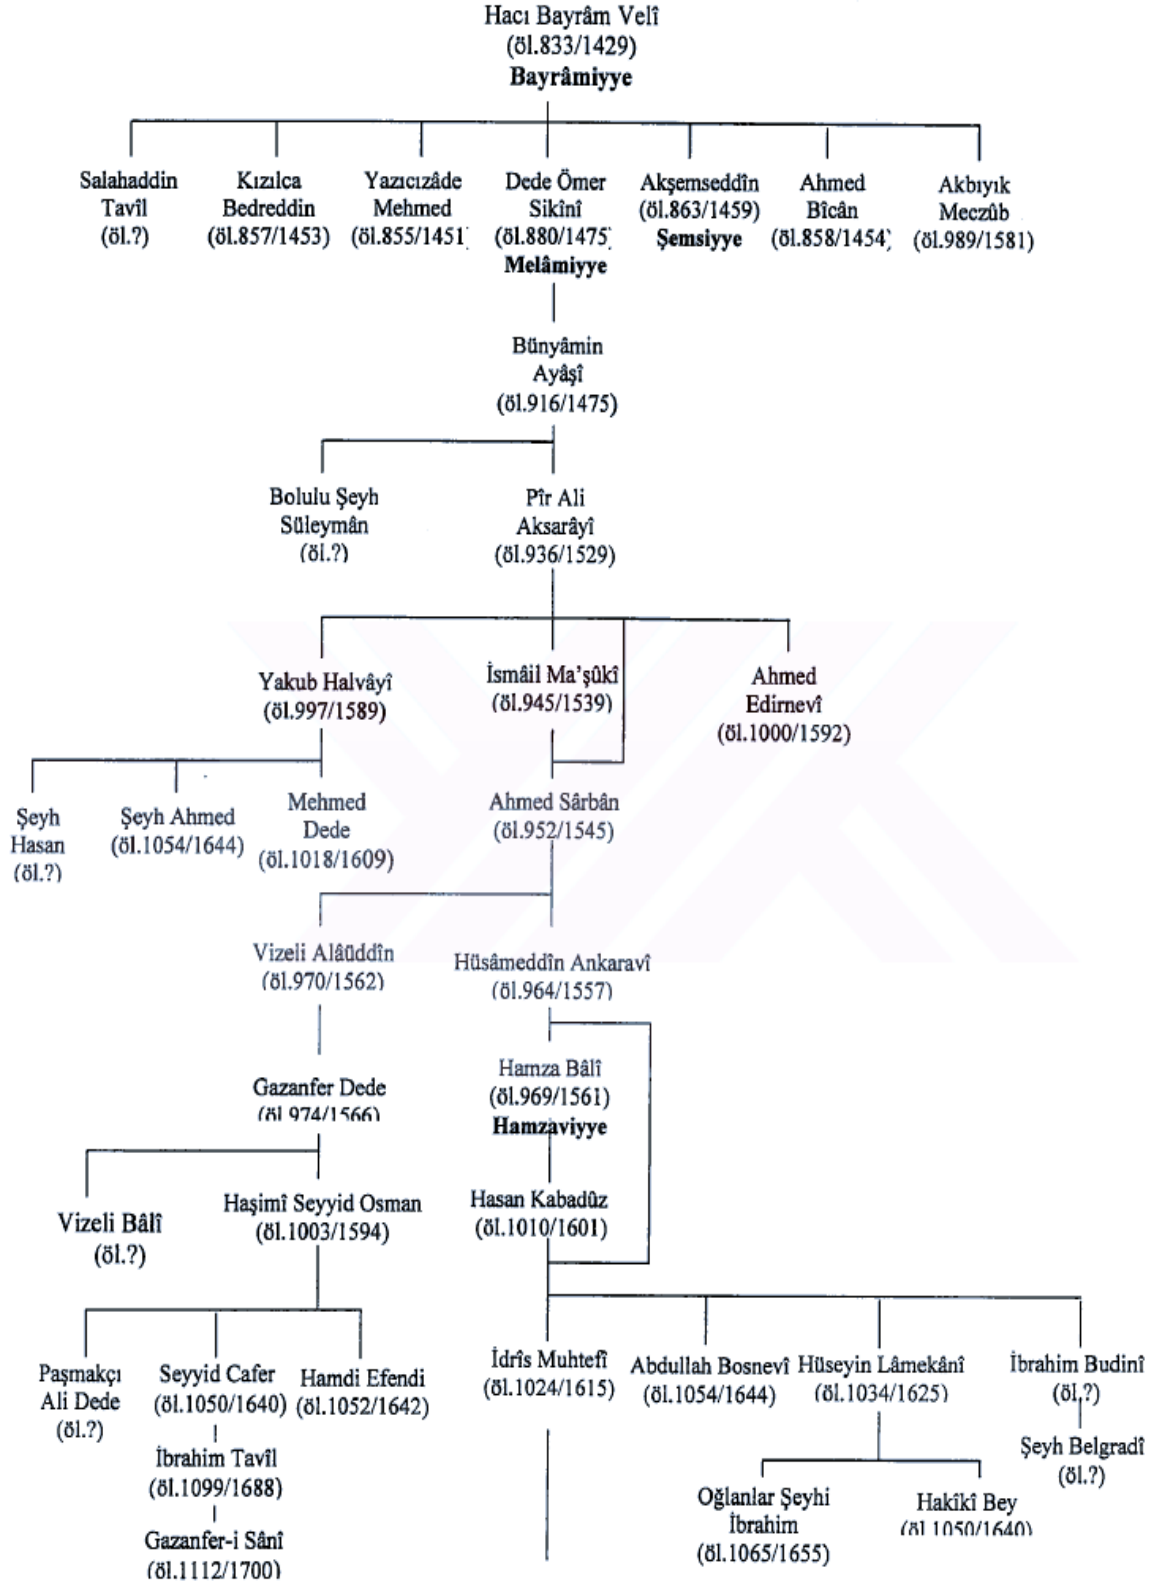 Hacı Bayrâm Velî
(öl.833/1429)
Bayrâmiyye
Salahaddin
Tavîl
(öl.?)
Kızılca
Bedreddin
(öl.857/1453)
Yazıcızâde
Mehmed
(öl.855/1451)
Dede Ömer
Sikînî
(öl.880/1475)
Melâmiyye
Akşemseddîn
(öl.863/1459)
Şemsiyye
Ahmed
Bîcân
(öl.858/1454)
Akbıyık
Meczûb
(öl.989/1581)
Bünyâmin
Ayâşî
(öl.916/1475)
Bolulu Şeyh
Süleymân
(öl.?)
Pîr Ali
Aksarâyî
(öl.936/1529)
Yakub Halvâyî
(öl.997/1589)
İsmâil Ma'şûkî
(öl.945/1539)
Ahmed
Edirnevî
(öl.1000/1592)
Şeyh
Hasan
(öl.?)
Şeyh Ahmed
(öl.1054/1644)
Mehmed
Dede
(öl.1018/1609)
Ahmed Sârbân
(öl.952/1545)
Vizeli Alâüddîn
(öl.970/1562)
Hüsâmeddîn Ankaravî
(öl.964/1557)
Gazanfer Dede
(öl.974/1566)
Hamza Bâlî
(öl.969/1561)
Hamzaviyye
Vizeli Bâlî
(öl.?)
Haşimî Seyyid Osman
(öl.1003/1594)
Hasan Kabadûz
(öl.1010/1601)
Paşmakçı
Ali Dede
(öl.?)
Seyyid Cafer
(öl.1050/1640)
Hamdi Efendi
(öl.1052/1642)
İbrahim Tavîl
(öl.1099/1688)
Gazanfer-i Sânî
(öl.1112/1700)
İdrîs Muhtefî
(öl.1024/1615)
Abdullah Bosnevî
(öl.1054/1644)
Hüseyin Lâmekânî
(öl.1034/1625)
İbrahim Budinî
(öl.?)
Şeyh Belgradî
(öl.?)
Oğlanlar Şeyhi
İbrahim
(öl.1065/1655)
Hakîkî Bey
(öl.1050/1640)